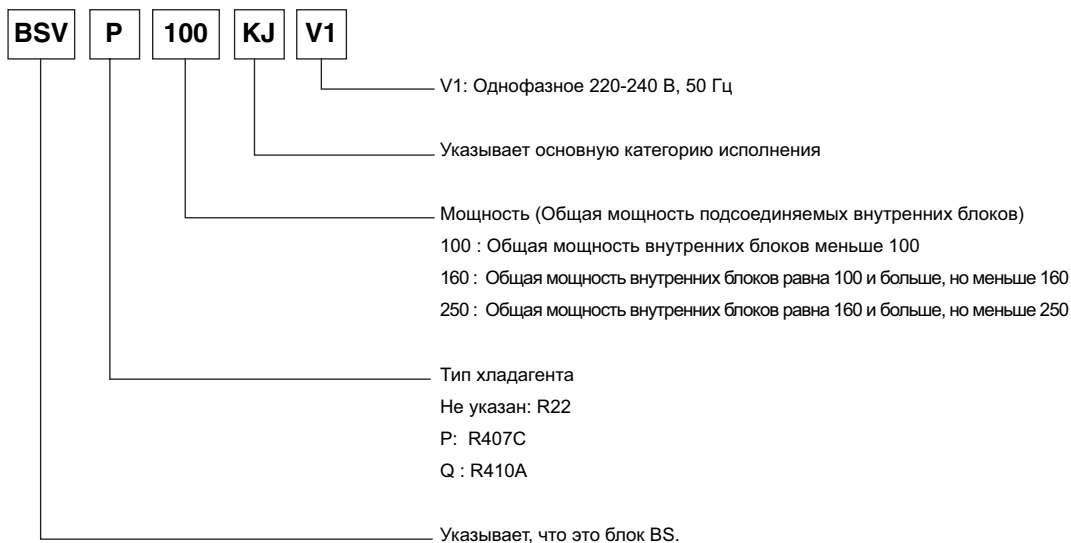 BSV P 100 KJ V1
V1: Однофазное 220-240 В, 50 Гц
Указывает основную категорию исполнения
Мощность (Общая мощность подсоединяемых внутренних блоков)
100 : Общая мощность внутренних блоков меньше 100
160 : Общая мощность внутренних блоков равна 100 и больше, но меньше 160
250 : Общая мощность внутренних блоков равна 160 и больше, но меньше 250
Тип хладагента
Не указан: R22
P: R407C
Q : R410A
Указывает, что это блок BS.